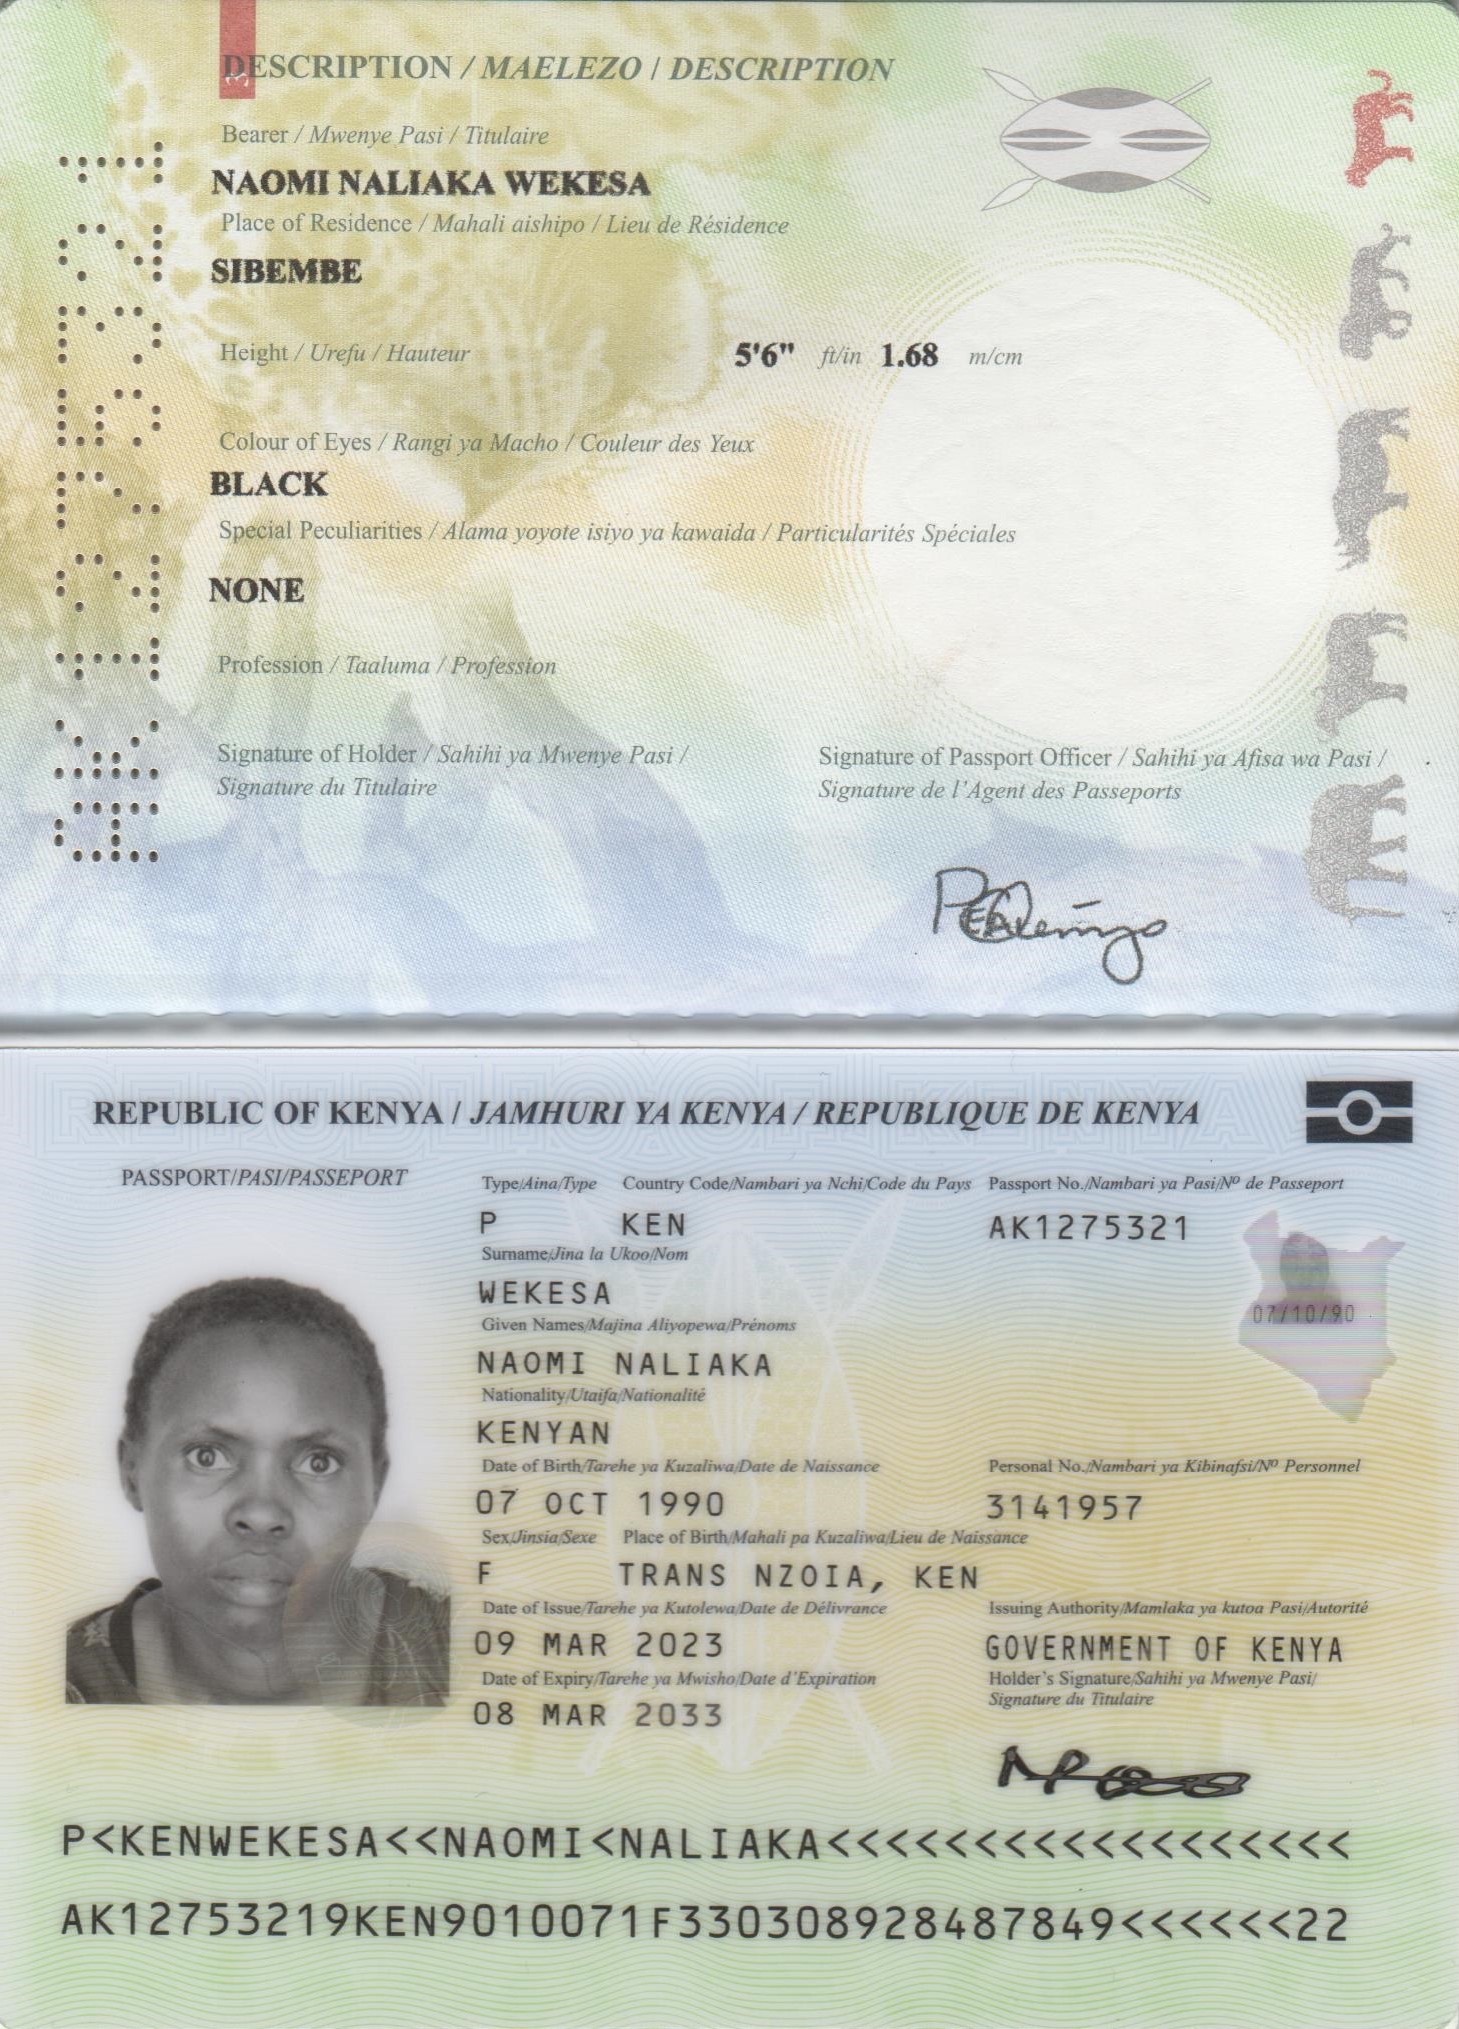 3
DESCRIPTION / MAELEZO / DESCRIPTION
Bearer / Mwenye Pasi / Titulaire
NAOMI NALIAKA WEKESA
Place of Residence / Mahali aishipo / Lieu de Résidence
SIBEMBE
Height / Urefu / Hauteur 5'6" ft/in 1.68 m/cm
Colour of Eyes / Rangi ya Macho / Couleur des Yeux
BLACK
Special Peculiarities / Alama yoyote isiyo ya kawaida / Particularités Spéciales
NONE
Profession / Taaluma / Profession
Signature of Holder / Sahihi ya Mwenye Pasi /
Signature du Titulaire
Signature of Passport Officer / Sahihi ya Afisa wa Pasi /
Signature de l'Agent des Passeports
AK1275321
REPUBLIC OF KENYA / JAMHURI YA KENYA / REPUBLIQUE DE KENYA
PASSPORT/PASI/PASSEPORT
Type/Aina/Type Country Code/Nambari ya Nchi/Code du Pays Passport No./Nambari ya Pasi/Nº de Passeport
P KEN AK1275321
Surname/Jina la Ukoo/Nom
WEKESA
Given Names/Majina Aliyopewa/Prénoms
07/10/90
NAOMI NALIAKA
Nationality/Utaifa/Nationalité
KENYAN
Date of Birth/Tarehe ya Kuzaliwa/Date de Naissance Personal No./Nambari ya Kibinafsi/Nº Personnel
07 OCT 1990 3141957
Sex/Jinsia/Sexe Place of Birth/Mahali pa Kuzaliwa/Lieu de Naissance
F TRANS NZOIA, KEN
Date of Issue/Tarehe ya Kutolewa/Date de Délivrance Issuing Authority/Mamlaka ya kutoa Pasi/Autorité
09 MAR 2023 GOVERNMENT OF KENYA
Date of Expiry/Tarehe ya Mwisho/Date d'Expiration Holder's Signature/Sahihi ya Mwenye Pasi/
Signature du Titulaire
08 MAR 2033
P<KENWEKESA<<NAOMI<NALIAKA<<<<<<<<<<<<<<<<<<
AK12753219KEN9010071F330308928487849<<<<<<22